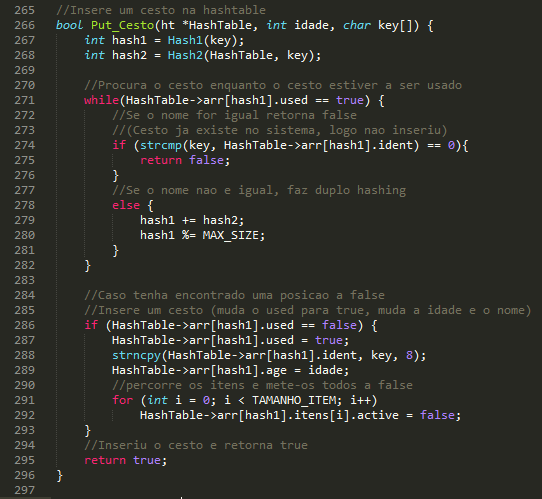 265 //Insere um cesto na hashtable
266 bool Put_Cesto(ht *HashTable, int idade, char key[]) {
267     int hash1 = Hash1(key);
268     int hash2 = Hash2(HashTable, key);
269
270     //Procura o cesto enquanto o cesto estiver a ser usado
271     while(HashTable->arr[hash1].used == true) {
272         //Se o nome for igual retorna false
273         //(Cesto ja existe no sistema, logo nao inseriu)
274         if (strcmp(key, HashTable->arr[hash1].ident) == 0){
275             return false;
276         }
277         //Se o nome nao e igual, faz duplo hashing
278         else {
279             hash1 += hash2;
280             hash1 %= MAX_SIZE;
281         }
282     }
283
284     //Caso tenha encontrado uma posicao a false
285     //Insere um cesto (muda o used para true, muda a idade e o nome)
286     if (HashTable->arr[hash1].used == false) {
287         HashTable->arr[hash1].used = true;
288         strncpy(HashTable->arr[hash1].ident, key, 8);
289         HashTable->arr[hash1].age = idade;
290         //percorre os itens e mete-os todos a false
291         for (int i = 0; i < TAMANHO_ITEM; i++)
292             HashTable->arr[hash1].itens[i].active = false;
293     }
294     //Inseriu o cesto e retorna true
295     return true;
296 }
297